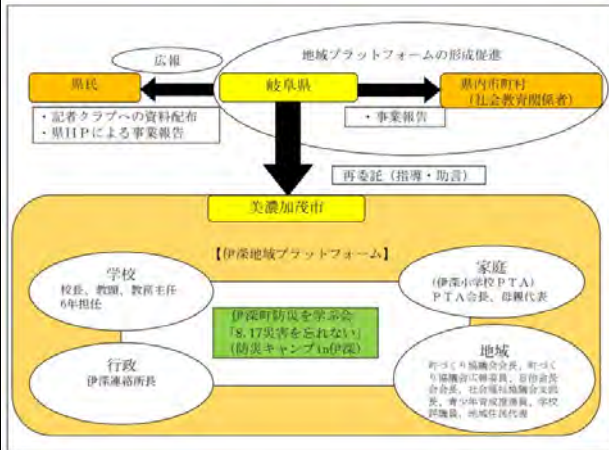 広報
地域プラットフォームの形成促進
県民
岐阜県
県内市町村
(社会教育関係者)
・記者クラブへの資料配布
・県HPによる事業報告
・事業報告
再委託(指導・助言)
美濃加茂市
【伊深地域プラットフォーム】
学校
校長、教頭、教務主任
6年担任
家庭
(伊深小学校PTA)
PTA会長、母親代表
伊深町防災を学ぶ会
「8.17災害を忘れない」
(防災キャンプin伊深)
行政
伊深連絡所長
地域
町づくり協議会会長、町づく
り協議会広報委員、自治会長
会会長、社会福祉協議会支部
長、青少年育成推進員、学校
評議員、地域住民代表